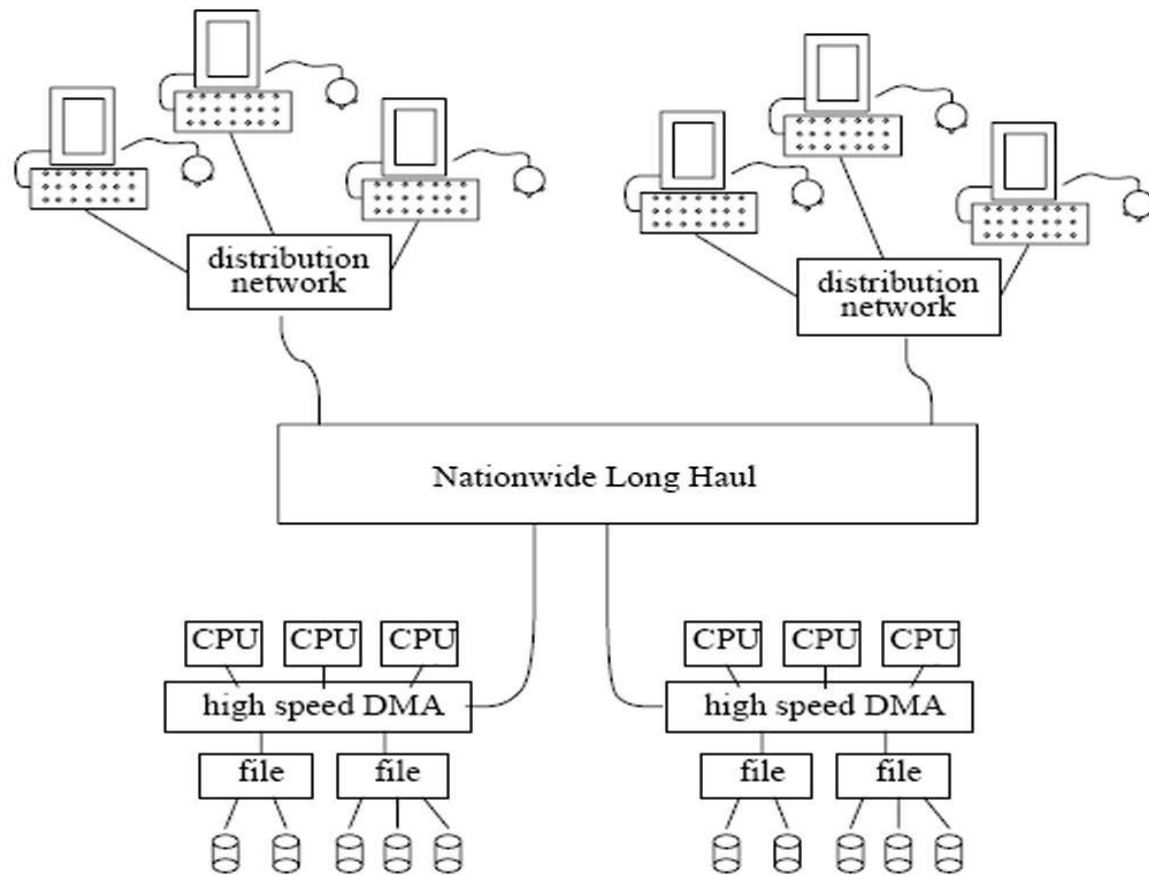 distribution
network
distribution
network
Nationwide Long Haul
CPU CPU CPU
CPU CPU CPU
high speed DMA
high speed DMA
file file
file file